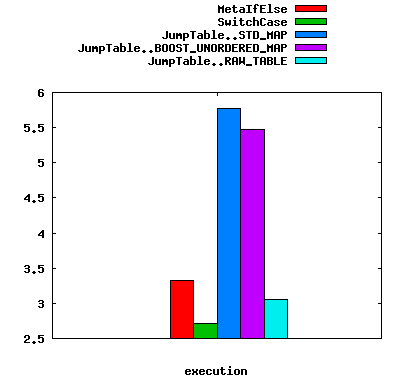 MetaIfElse
SwitchCase
JumpTable..STD_MAP
JumpTable..BOOST_UNORDERED_MAP
JumpTable..RAW_TABLE
6
5.5
5
4.5
4
3.5
3
2.5
execution